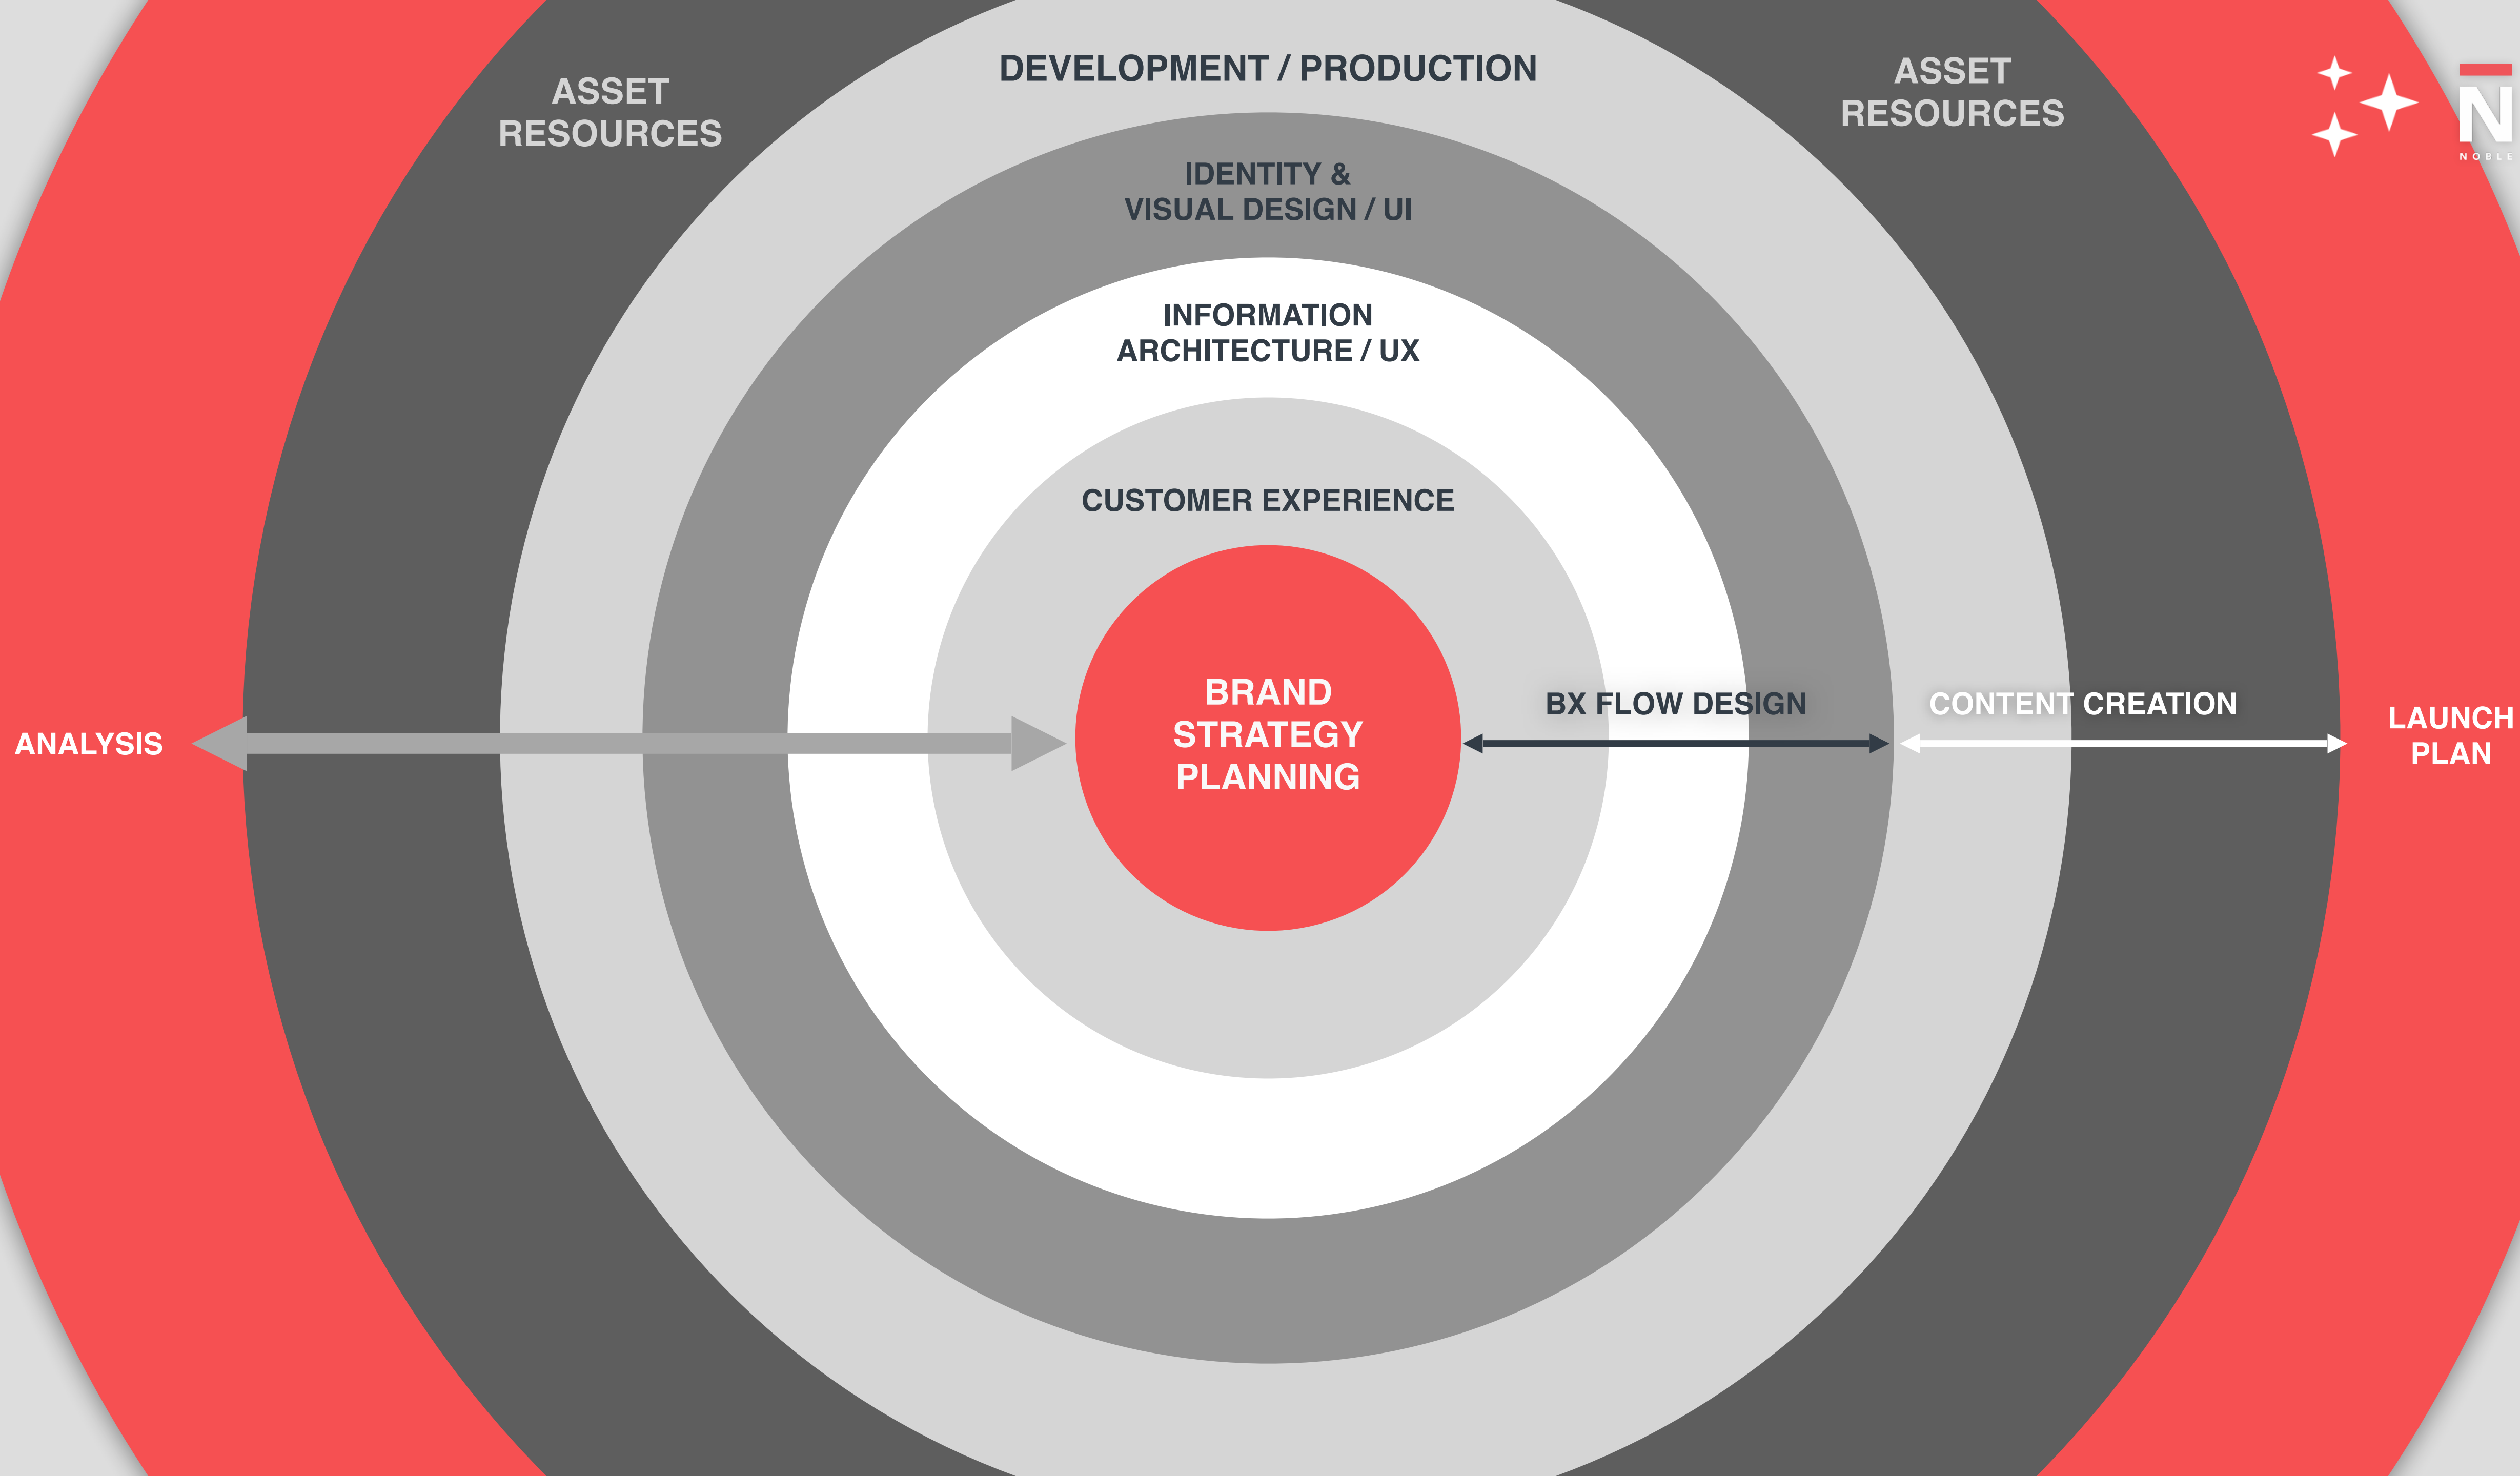 DEVELOPMENT / PRODUCTION
ASSET
RESOURCES
ASSET
RESOURCES
N
NOBLE
IDENTITY &
VISUAL DESIGN / UI
INFORMATION
ARCHITECTURE / UX
CUSTOMER EXPERIENCE
BRAND
STRATEGY
PLANNING
ANALYSIS
BX FLOW DESIGN
CONTENT CREATION
LAUNCH
PLAN